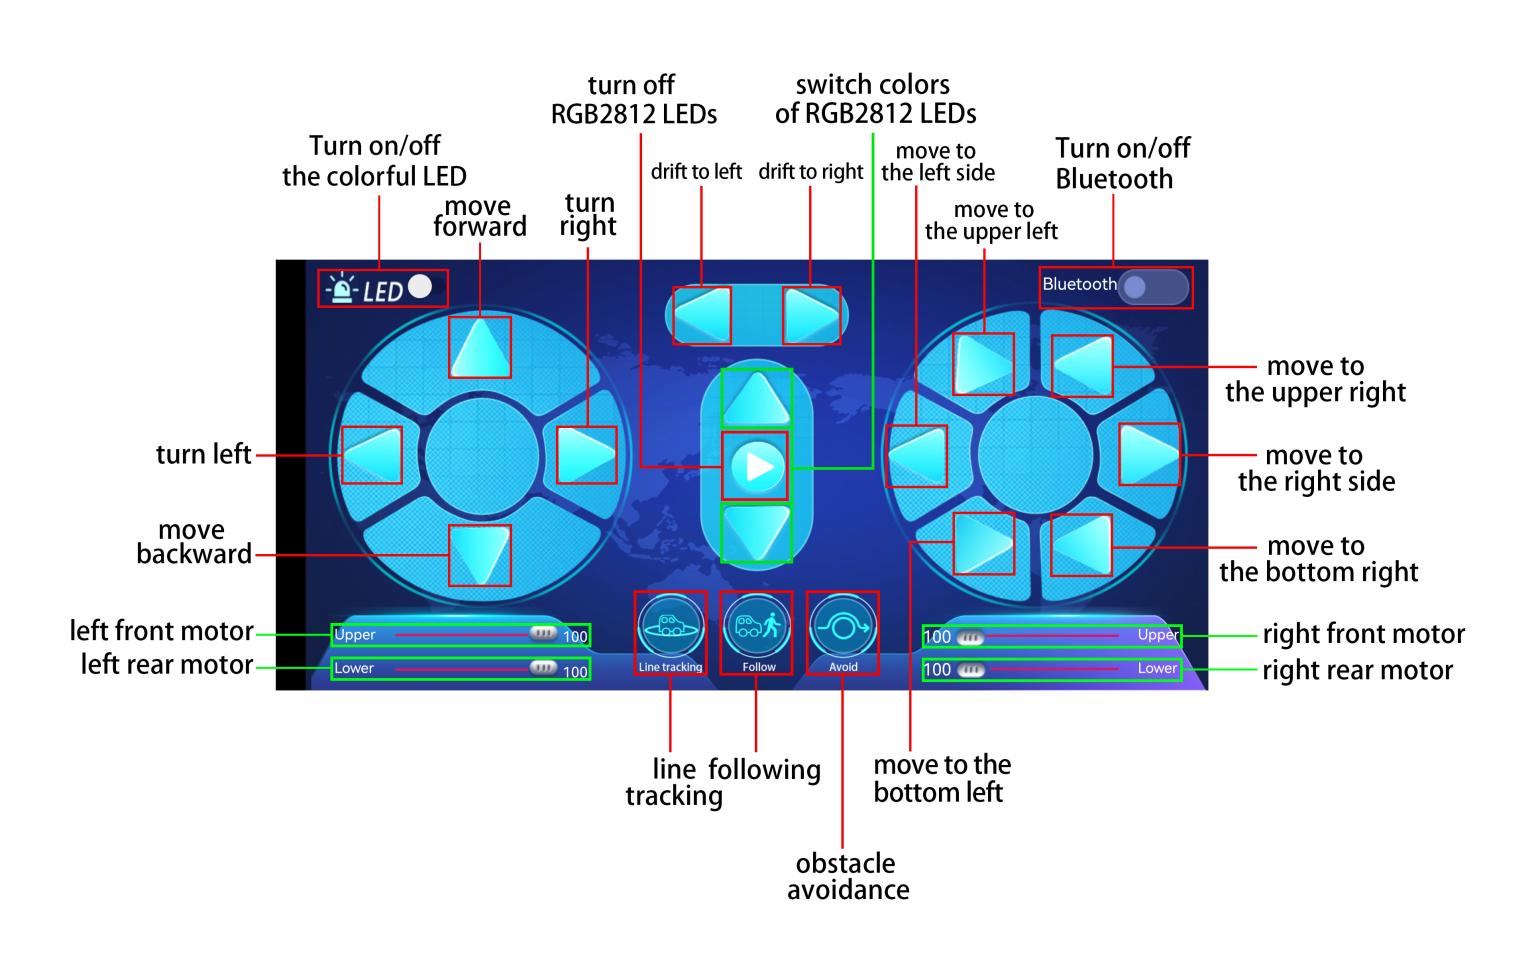 turn off
RGB2812 LEDs
switch colors
of RGB2812 LEDs
Turn on/off
the colorful LED
drift to left
drift to right
move to
the left side
Turn on/off
Bluetooth
move
forward
turn
right
move to
the upper left
LED
Bluetooth
move to
the upper right
turn left
move to
the right side
move
backward
move to
the bottom right
left front motor
Upper
100
100
Upper
right front motor
left rear motor
Lower
100
Line tracking
Follow
Avoid
100
Lower
right rear motor
line
tracking
following
move to the
bottom left
obstacle
avoidance